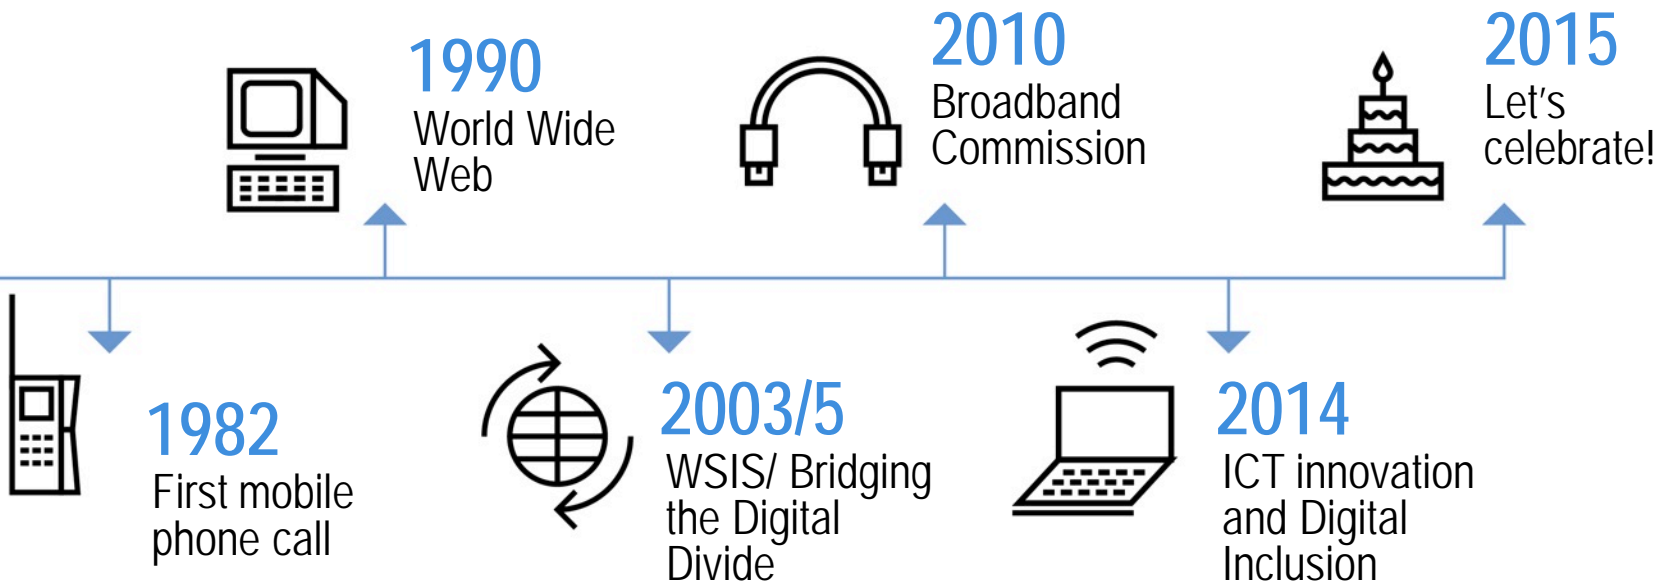 1990
World Wide
Web
2010
Broadband
Commission
2015
Let's
celebrate!
1982
First mobile
phone call
2003/5
WSIS/ Bridging
the Digital
Divide
2014
ICT innovation
and Digital
Inclusion